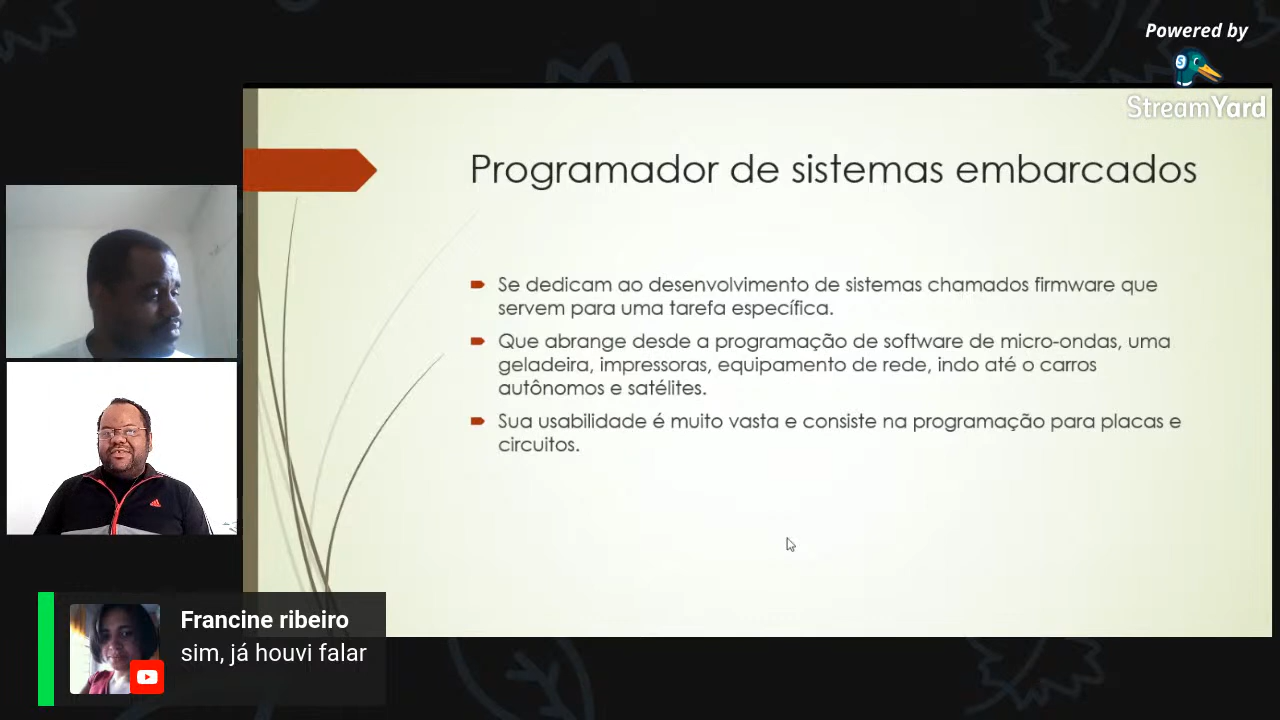 Powered by
StreamYard
Programador de sistemas embarcados
Se dedicam ao desenvolvimento de sistemas chamados firmware que
servem para uma tarefa específica.
Que abrange desde a programação de software de micro-ondas, uma
geladeira, impressoras, equipamento de rede, indo até o carros
autônomos e satélites.
Sua usabilidade é muito vasta e consiste na programação para placas e
circuitos.
Francine ribeiro
sim, já houvi falar